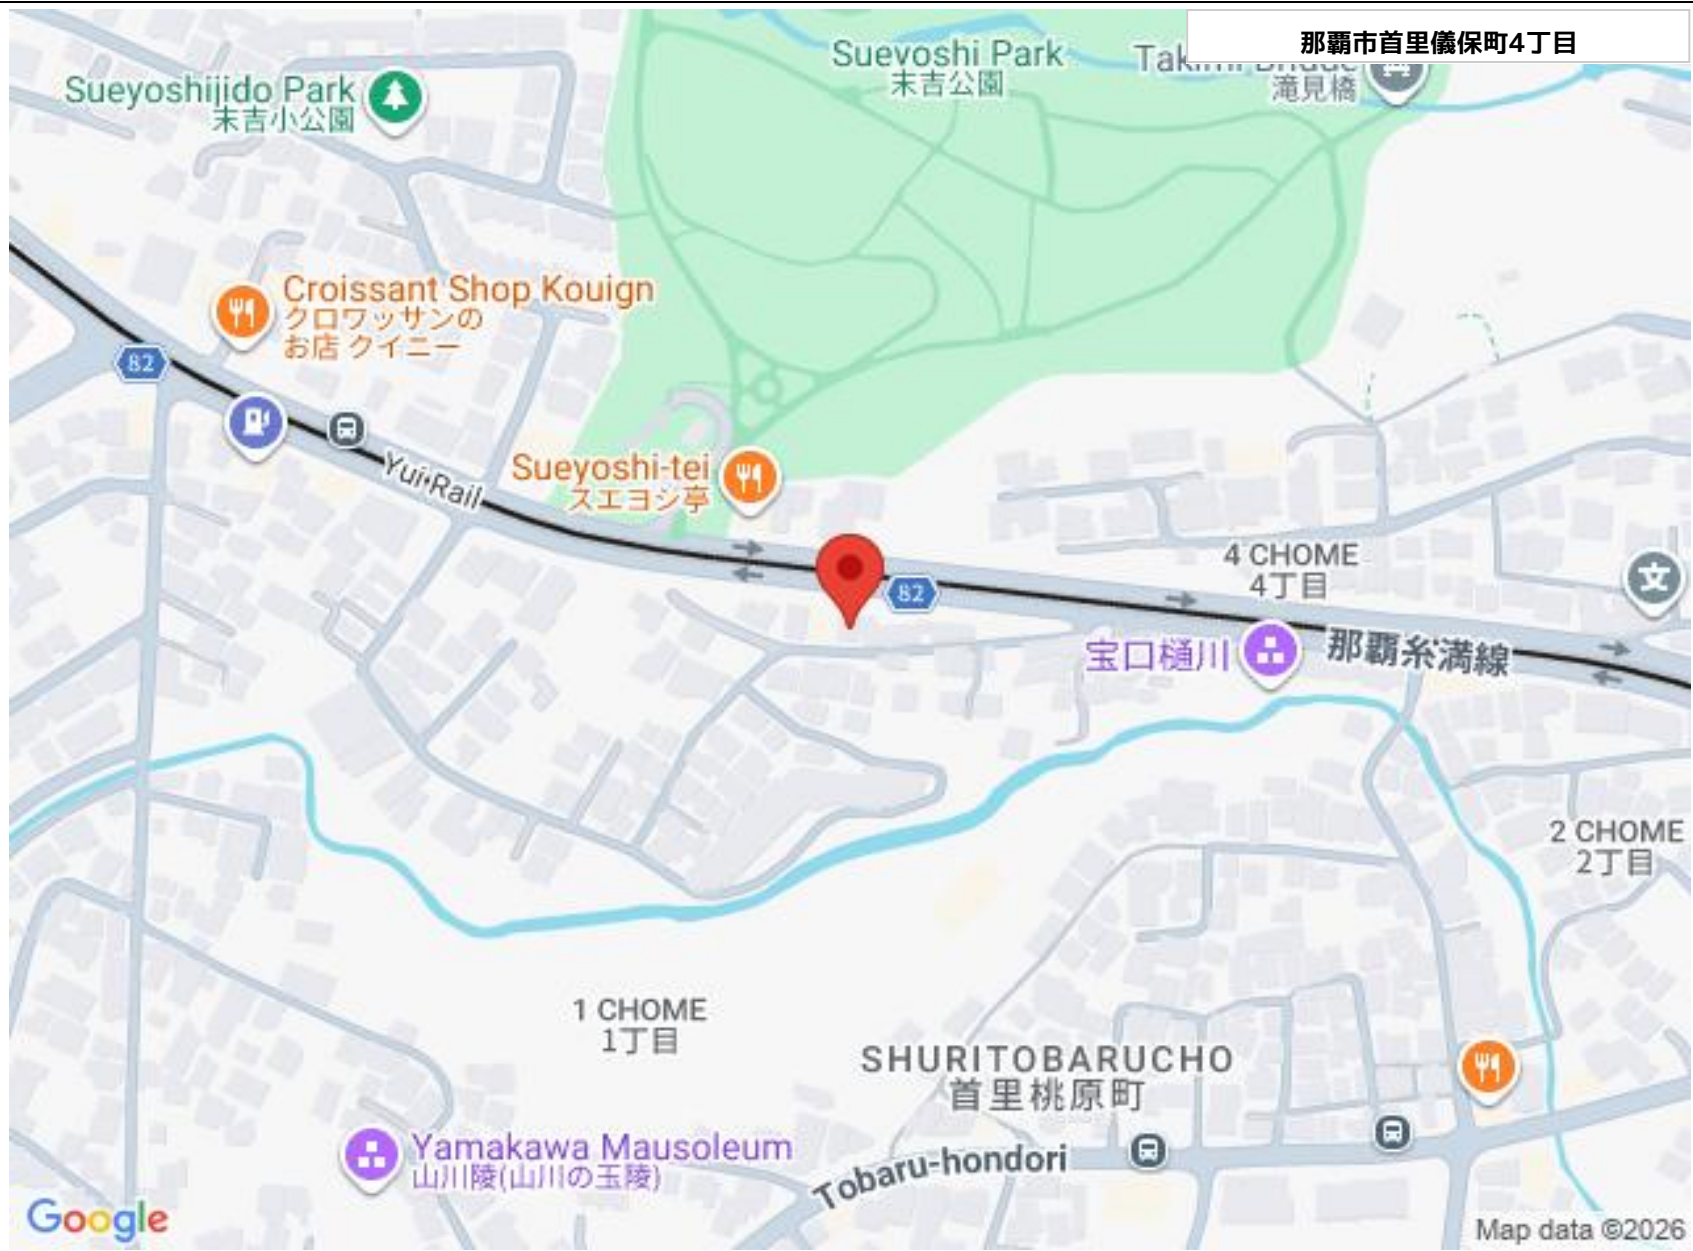 那覇市首里儀保町4丁目
Sueyoshi Park
末吉公園
滝見橋
Sueyoshijido Park
末吉小公園
Croissant Shop Kouign
クロワッサンの
お店 クイニー
82
Yui-Rail
Sueyoshi-tei
スエヨシ亭
82
4 CHOME
4丁目
文
宝口樋川
那覇糸満線
2 CHOME
2丁目
1 CHOME
1丁目
SHURITOBARUCHO
首里桃原町
Yamakawa Mausoleum
山川陵(山川の玉陵)
Tobaru-hondori
Google
Map data ©2026